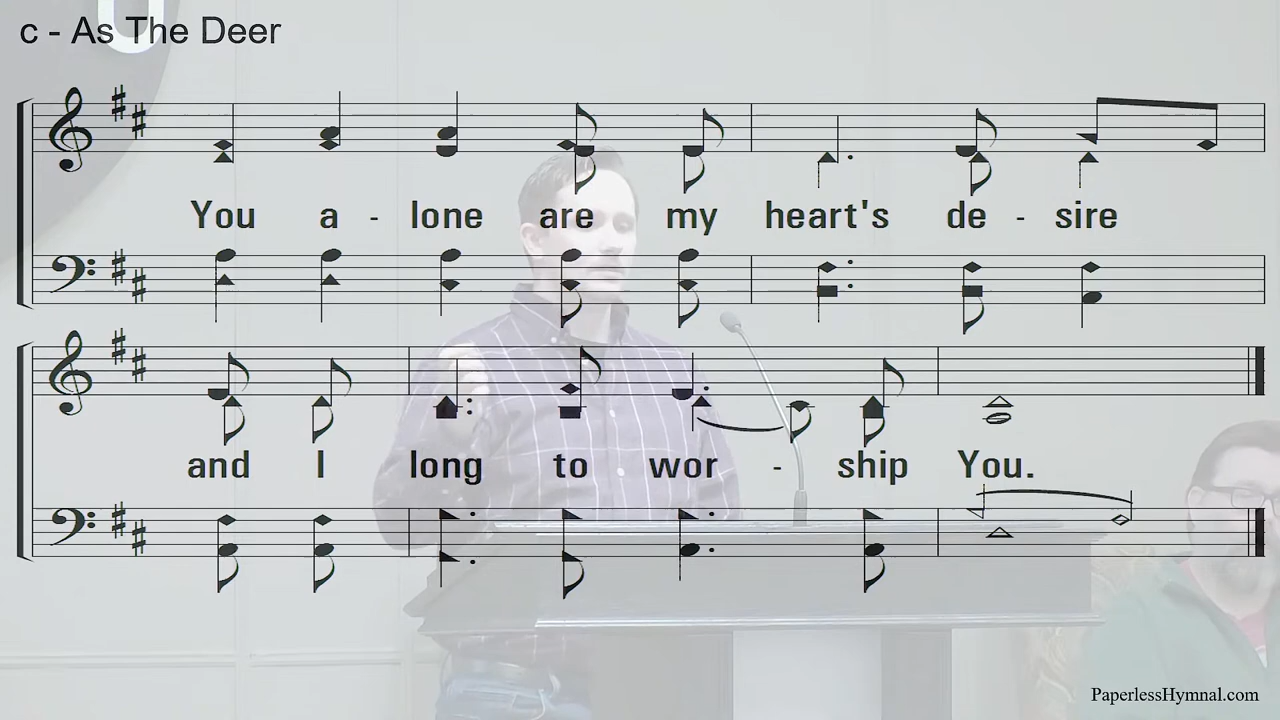 c - As The Deer
You a - lone are my heart's de - sire
and I long to wor - ship You.
PaperlessHymnal.com